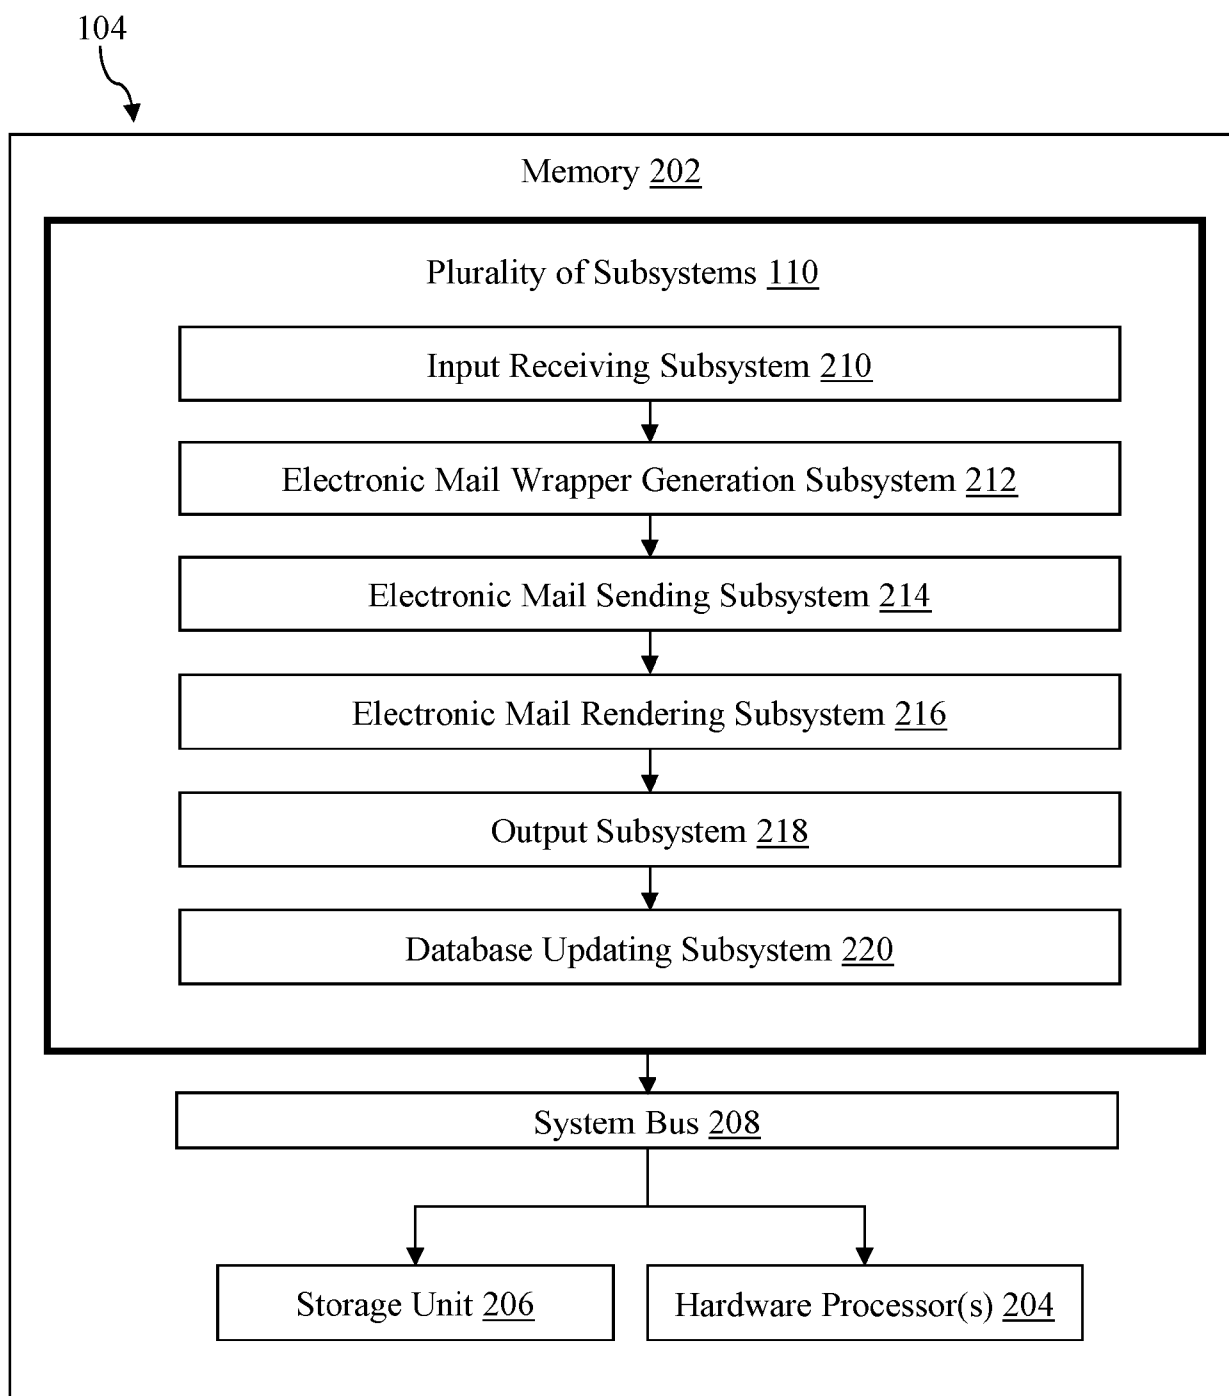 104
Memory 202
Plurality of Subsystems 110
Input Receiving Subsystem 210
Electronic Mail Wrapper Generation Subsystem 212
Electronic Mail Sending Subsystem 214
Electronic Mail Rendering Subsystem 216
Output Subsystem 218
Database Updating Subsystem 220
System Bus 208
Storage Unit 206
Hardware Processor(s) 204